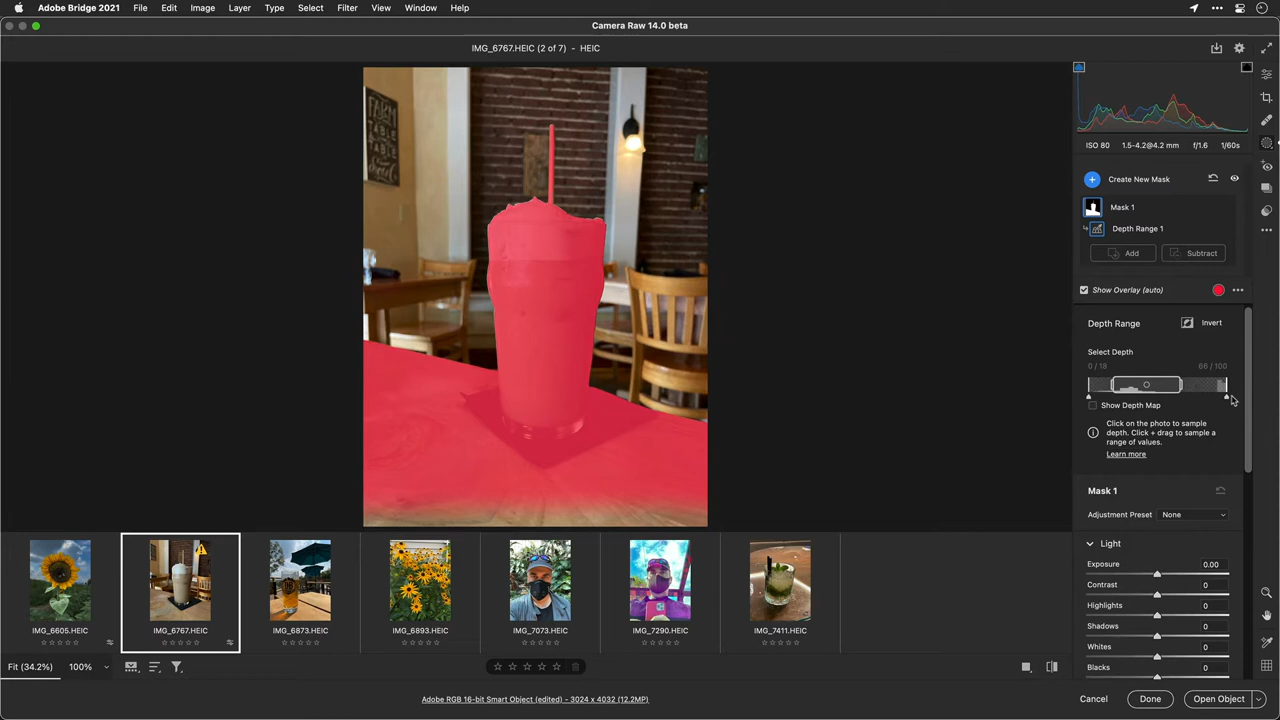 Adobe Bridge 2021 File Edit Image Layer Type Select Filter View Window Help
Camera Raw 14.0 beta
IMG_6767.HEIC (2 of 7) - HEIC
FARM
TABLE
ISO 80 1.5-4.2@4.2 mm f/1.6 1/60s
Create New Mask
Mask 1
Depth Range 1
Add Subtract
Show Overlay (auto)
Depth Range Invert
Select Depth
0 / 18 66 / 100
Show Depth Map
Click on the photo to sample
depth. Click + drag to sample a
range of values.
Learn more
Mask 1
Adjustment Preset None
Light
Exposure 0.00
Contrast 0
Highlights 0
Shadows 0
Whites 0
Blacks 0
IMG_6605.HEIC IMG_6767.HEIC IMG_6873.HEIC IMG_6893.HEIC IMG_7073.HEIC IMG_7290.HEIC IMG_7411.HEIC
Fit (34.2%) 100%
Adobe RGB 16-bit Smart Object (edited) - 3024 x 4032 (12.2MP)
Cancel Done Open Object